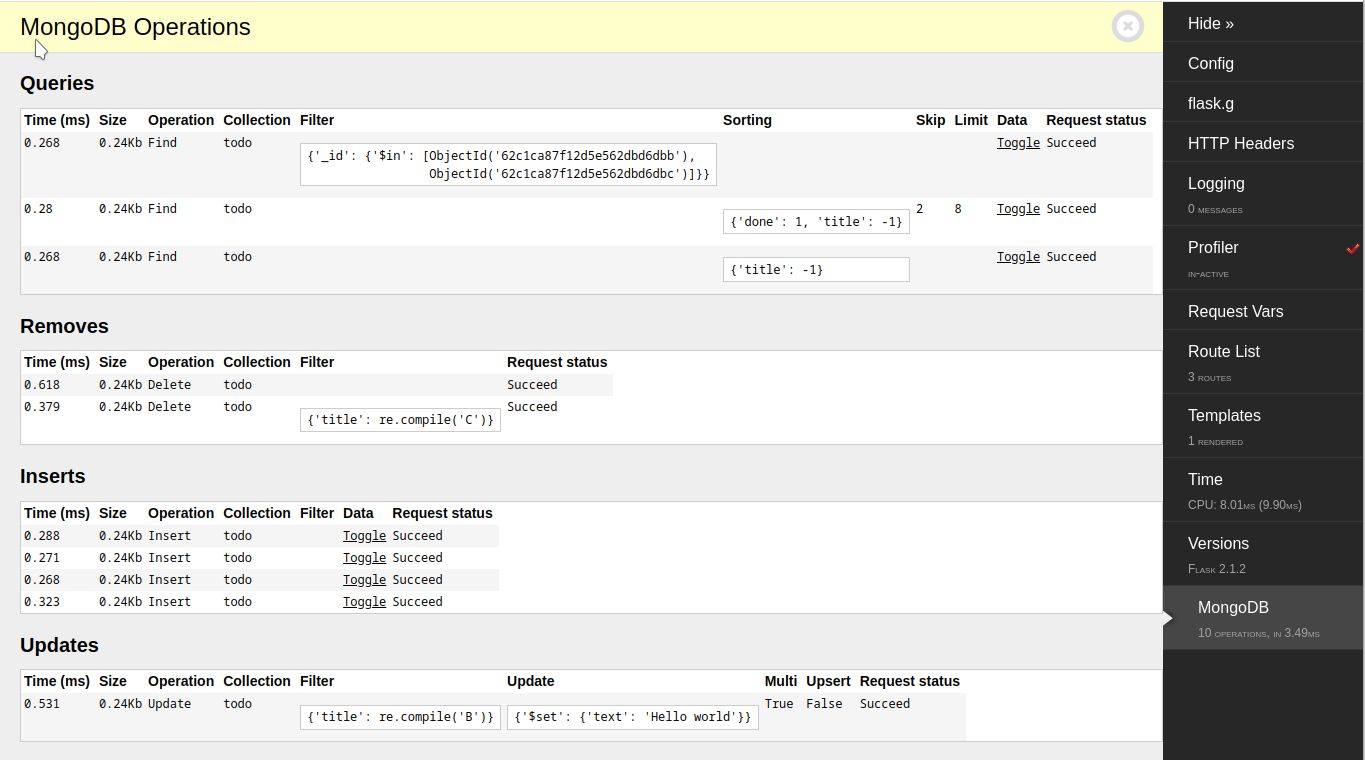 MongoDB Operations
Queries
Time (ms) Size Operation Collection Filter Sorting Skip Limit Data Request status
0.268 0.24Kb Find todo {'_id': {'$in': [ObjectId('62c1ca87f12d5e562dbd6dbb'), Toggle Succeed
ObjectId('62c1ca87f12d5e562dbd6dbc')]}}
0.28 0.24Kb Find todo {'done': 1, 'title': -1} 2 8 Toggle Succeed
0.268 0.24Kb Find todo {'title': -1} Toggle Succeed
Removes
Time (ms) Size Operation Collection Filter Request status
0.618 0.24Kb Delete todo Succeed
0.379 0.24Kb Delete todo {'title': re.compile('C')} Succeed
Inserts
Time (ms) Size Operation Collection Filter Data Request status
0.288 0.24Kb Insert todo Toggle Succeed
0.271 0.24Kb Insert todo Toggle Succeed
0.268 0.24Kb Insert todo Toggle Succeed
0.323 0.24Kb Insert todo Toggle Succeed
Updates
Time (ms) Size Operation Collection Filter Update Multi Upsert Request status
0.531 0.24Kb Update todo {'title': re.compile('B')} {'$set': {'text': 'Hello world'}} True False Succeed
Hide »
Config
flask.g
HTTP Headers
Logging
0 messages
Profiler
in-active
Request Vars
Route List
3 routes
Templates
1 rendered
Time
CPU: 8.01ms (9.90ms)
Versions
Flask 2.1.2
MongoDB
10 operations, in 3.49ms